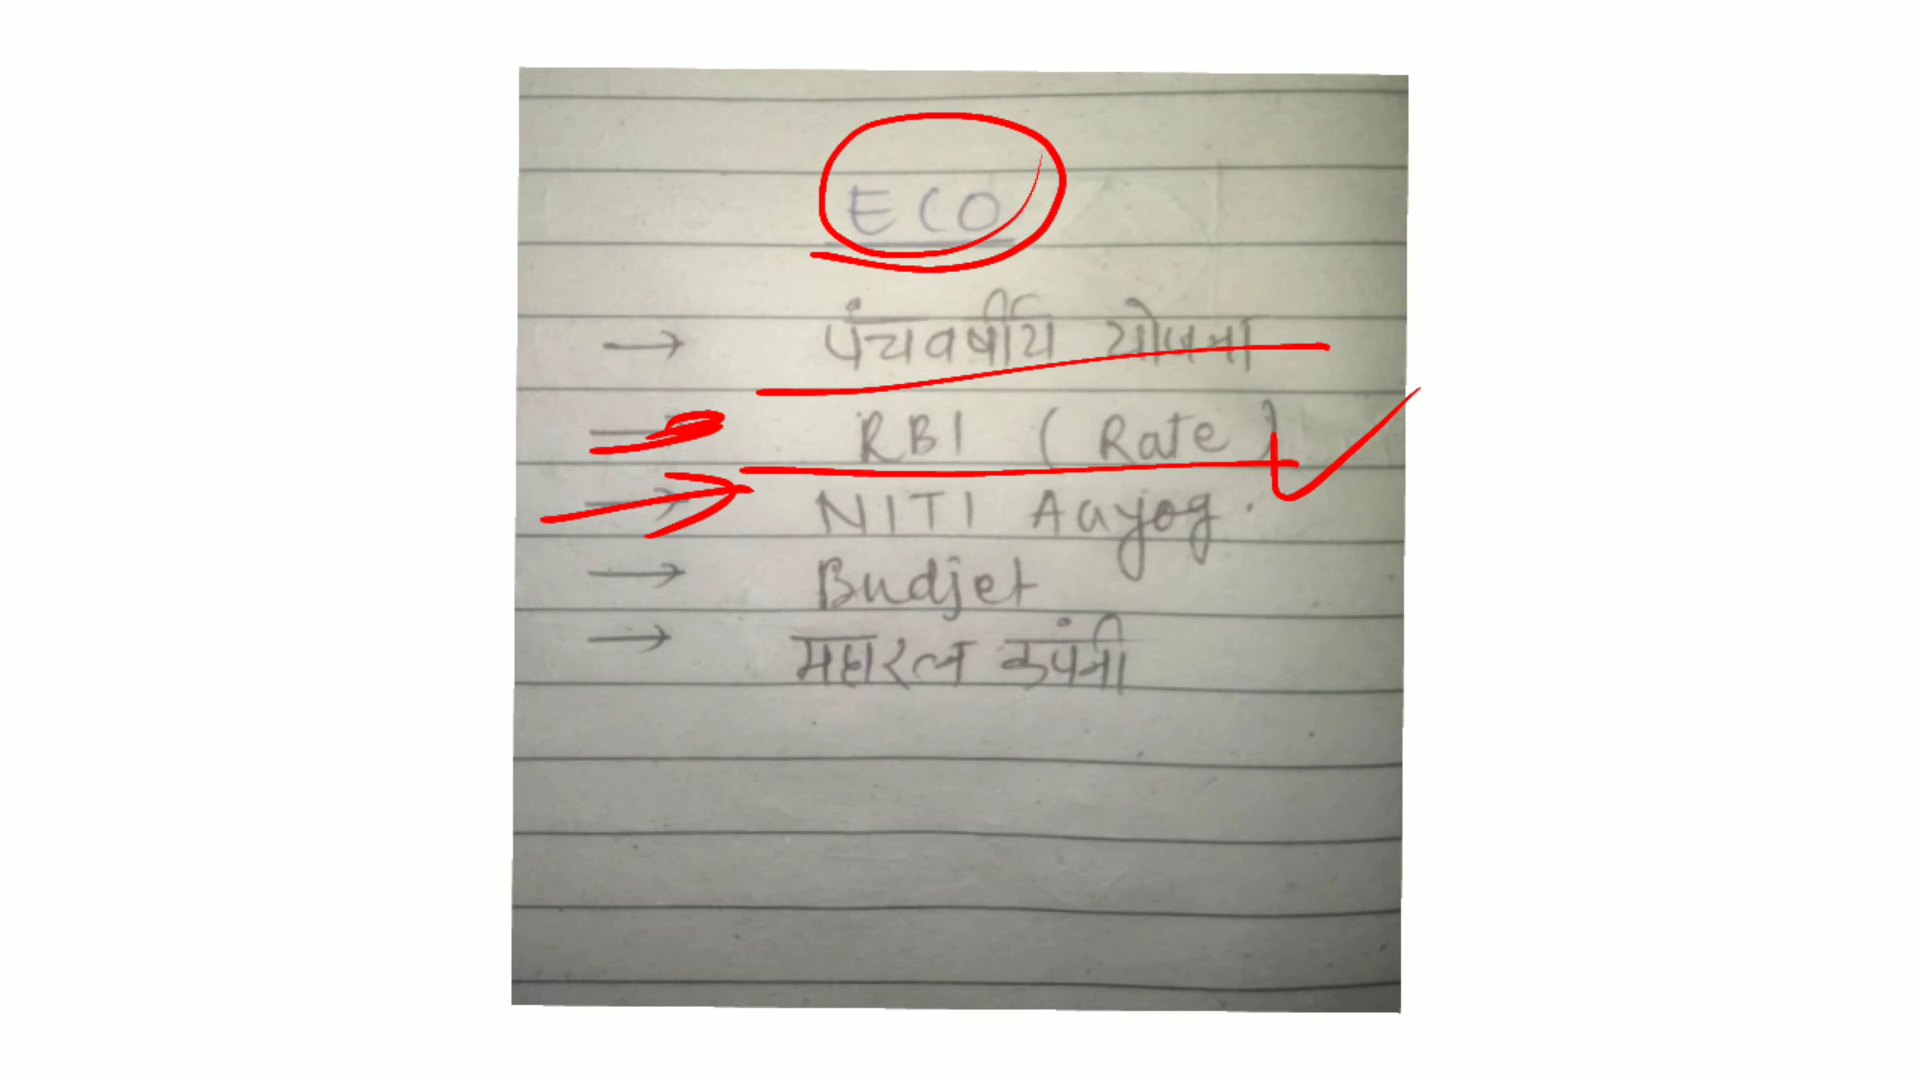 ECO
→ पंचवर्षीय योजना
→ RBI ( Rate )
→ NITI Aayog.
→ Budjet
→ महारत्न कंपनी